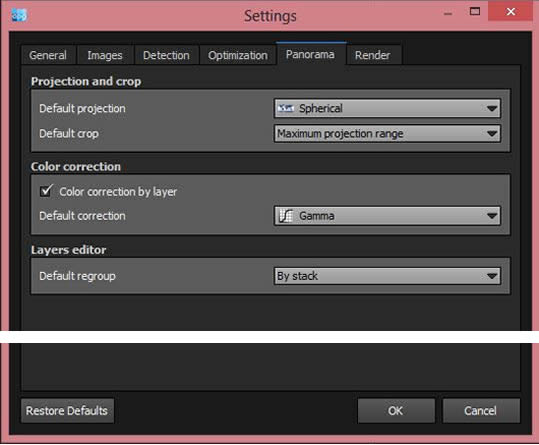 Settings
General Images Detection Optimization Panorama Render
Projection and crop
Default projection Spherical
Default crop Maximum projection range
Color correction
Color correction by layer
Default correction Gamma
Layers editor
Default regroup By stack
Restore Defaults OK Cancel